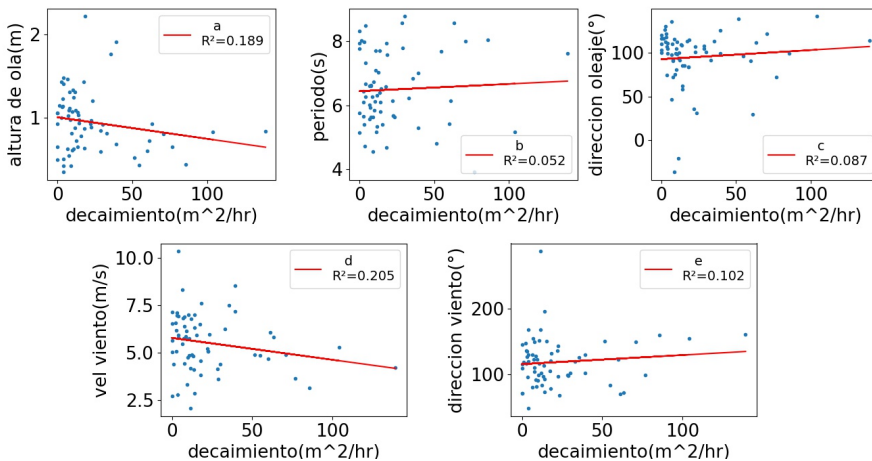 altura de ola(m)
2
1
a
R²=0.189
0
100
decaimiento(m^2/hr)
periodo(s)
8
6
4
b
R²=0.052
0
100
decaimiento(m^2/hr)
direccion oleaje(°)
100
100
0
c
R²=0.087
0
50
100
decaimiento(m^2/hr)
vel viento(m/s)
10.0
7.5
5.0
2.5
d
R²=0.205
0
50
100
decaimiento(m^2/hr)
direccion viento(°)
200
100
e
R²=0.102
0
50
100
decaimiento(m^2/hr)